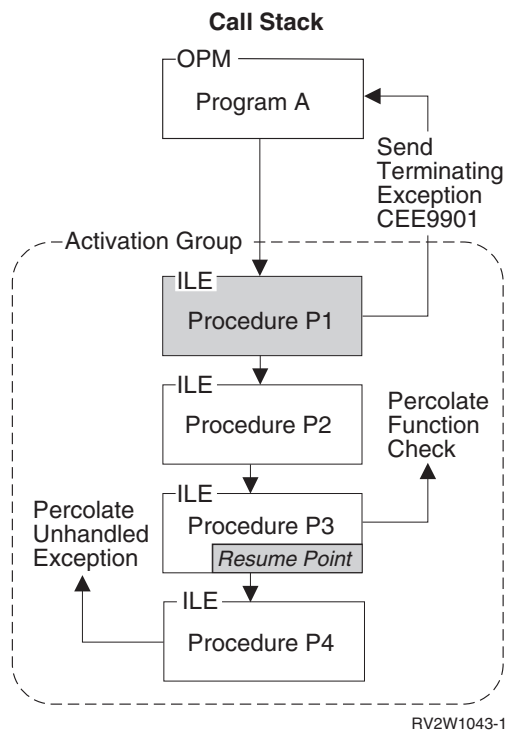 Call Stack
OPM
Program A
Send
Terminating
Exception
CEE9901
Activation Group
ILE
Procedure P1
ILE
Procedure P2
Percolate
Function
Check
ILE
Procedure P3
Resume Point
Percolate
Unhandled
Exception
ILE
Procedure P4
RV2W1043-1